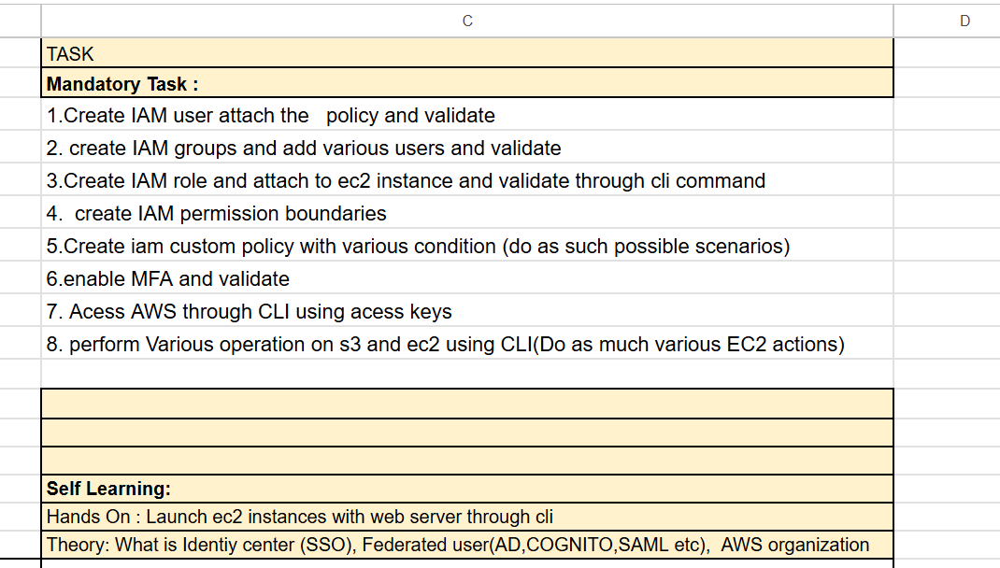 C D
TASK
Mandatory Task :
1.Create IAM user attach the   policy and validate
2. create IAM groups and add various users and validate
3.Create IAM role and attach to ec2 instance and validate through cli command
4.  create IAM permission boundaries
5.Create iam custom policy with various condition (do as such possible scenarios)
6.enable MFA and validate
7. Acess AWS through CLI using acess keys
8. perform Various operation on s3 and ec2 using CLI(Do as much various EC2 actions)
Self Learning:
Hands On : Launch ec2 instances with web server through cli
Theory: What is Identiy center (SSO), Federated user(AD,COGNITO,SAML etc),  AWS organization